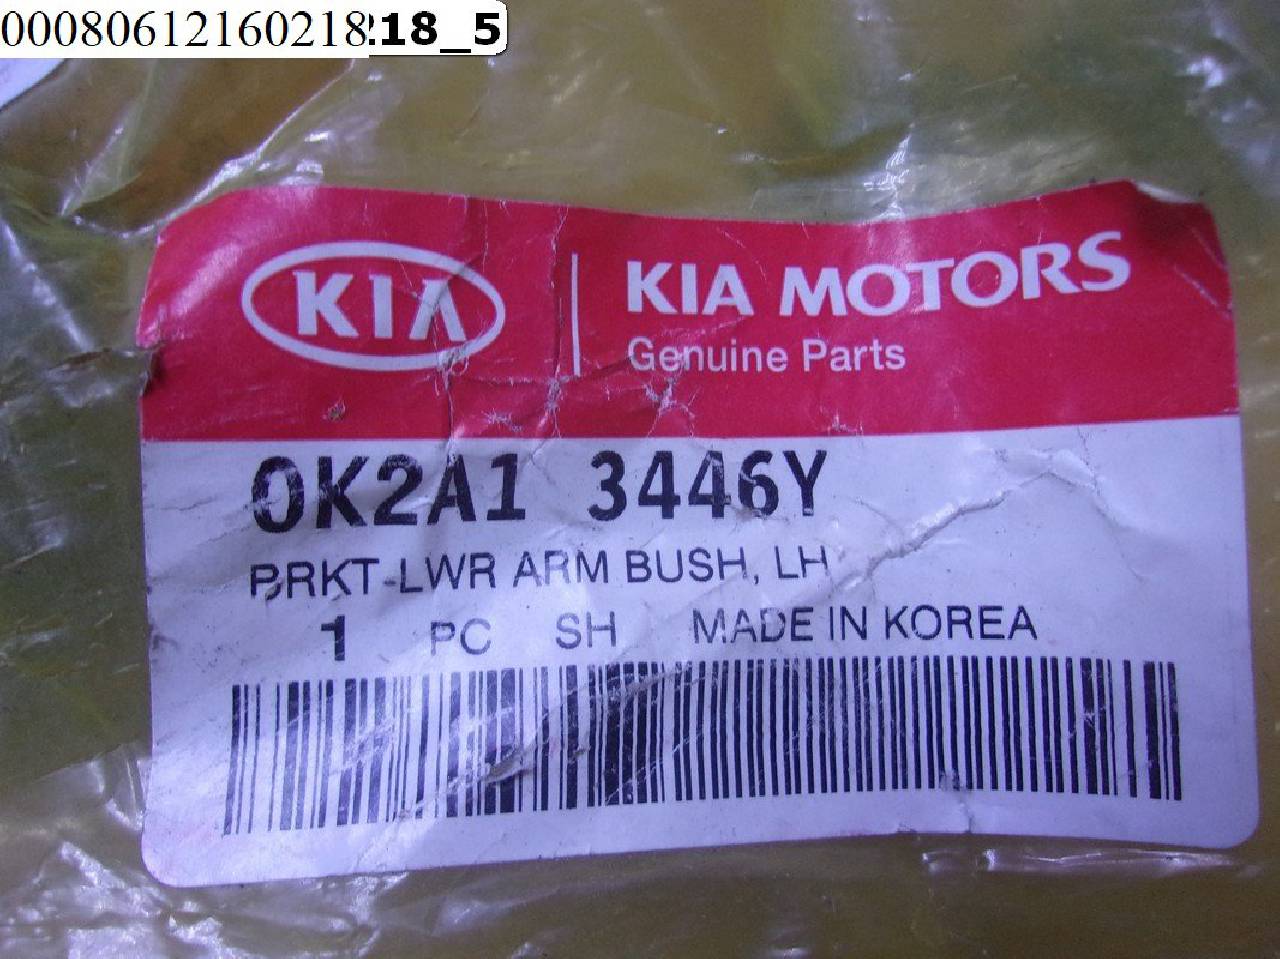 00080612160218
18_5
KIA
KIA MOTORS
Genuine Parts
0K2A1 3446Y
BRKT-LWR ARM BUSH, LH
1 PC SH MADE IN KOREA